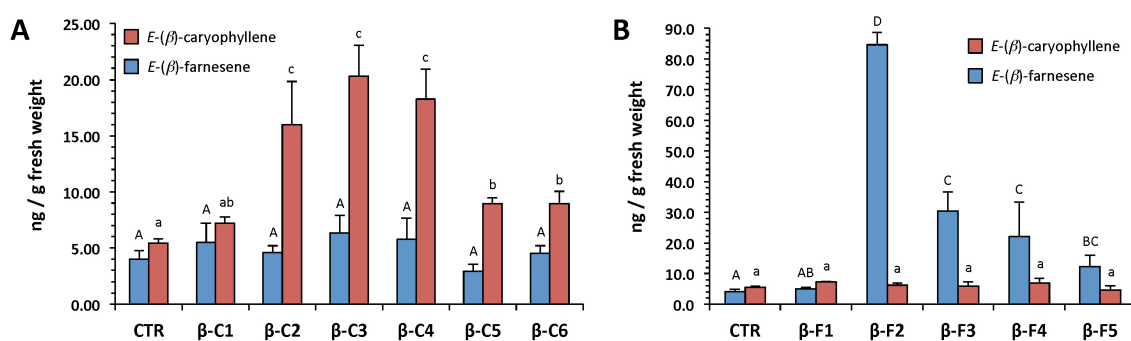 A
ng / g fresh weight
25.00
20.00
15.00
10.00
5.00
0.00
E-(β)-caryophyllene
E-(β)-farnesene
A a A ab A c A c A c A b A b
CTR β-C1 β-C2 β-C3 β-C4 β-C5 β-C6
B
ng / g fresh weight
90.0
80.0
70.0
60.0
50.0
40.0
30.0
20.0
10.0
0.0
E-(β)-caryophyllene
E-(β)-farnesene
A a AB a D a C a C a BC a
CTR β-F1 β-F2 β-F3 β-F4 β-F5